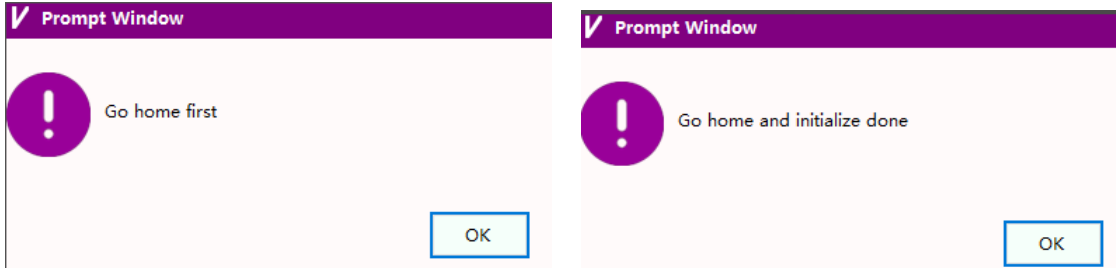 Prompt Window
Go home first
OK
Prompt Window
Go home and initialize done
OK